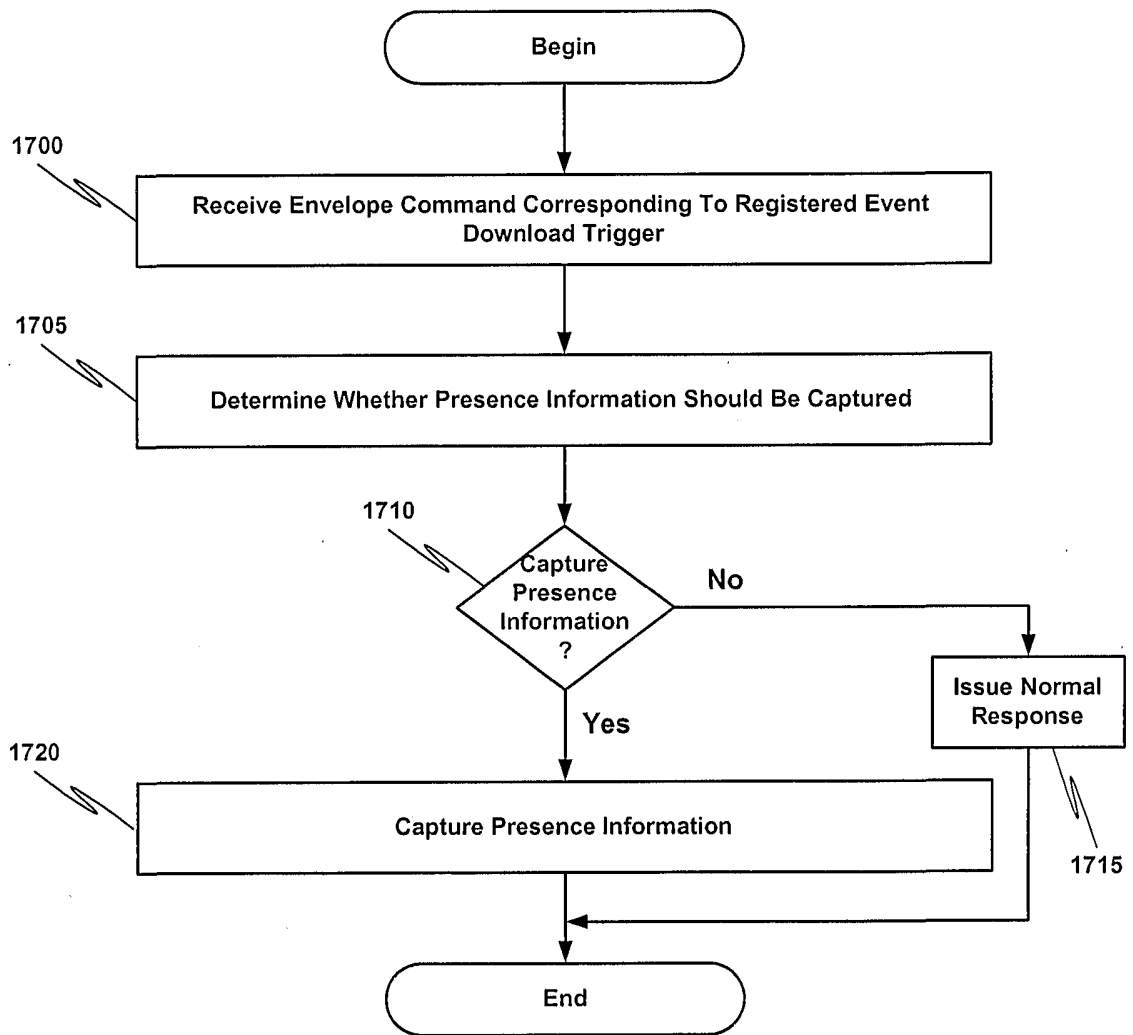 Begin
1700
Receive Envelope Command Corresponding To Registered Event
Download Trigger
1705
Determine Whether Presence Information Should Be Captured
1710
Capture
Presence
Information
?
No
Issue Normal
Response
Yes
1720
Capture Presence Information
1715
End